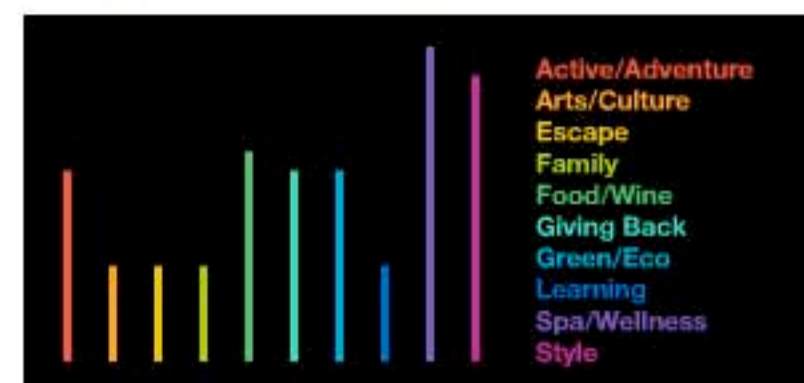 Active/Adventure
Arts/Culture
Escape
Family
Food/Wine
Giving Back
Green/Eco
Learning
Spa/Wellness
Style